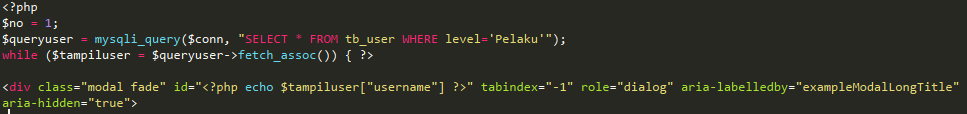 <?php
$no = 1;
$queryuser = mysqli_query($conn, "SELECT * FROM tb_user WHERE level='Pelaku'");
while ($tampiluser = $queryuser->fetch_assoc()) { ?>
<div class="modal fade" id="<?php echo $tampiluser["username"] ?>" tabindex="-1" role="dialog" aria-labelledby="exampleModalLongTitle"
aria-hidden="true">